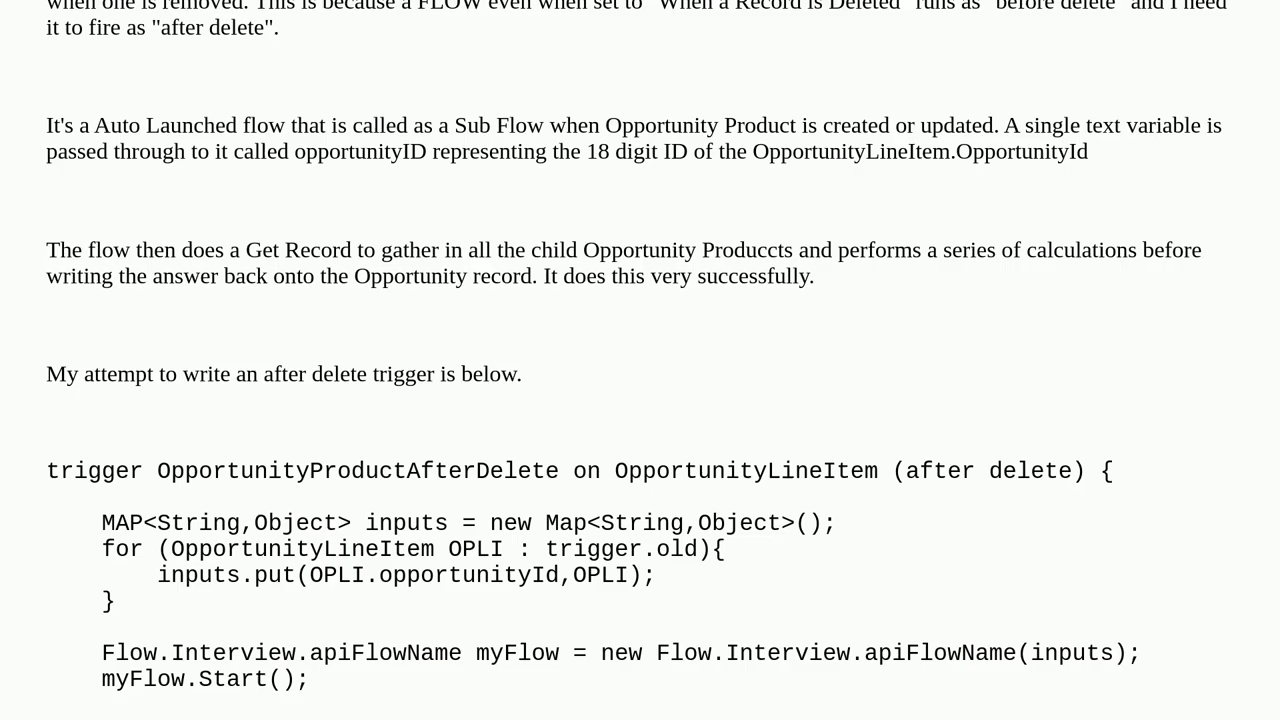 when one is removed. This is because a FLOW even when set to "When a Record is Deleted" runs as "before delete" and I need
it to fire as "after delete".
It's a Auto Launched flow that is called as a Sub Flow when Opportunity Product is created or updated. A single text variable is
passed through to it called opportunityID representing the 18 digit ID of the OpportunityLineItem.OpportunityId
The flow then does a Get Record to gather in all the child Opportunity Produccts and performs a series of calculations before
writing the answer back onto the Opportunity record. It does this very successfully.
My attempt to write an after delete trigger is below.
trigger OpportunityProductAfterDelete on OpportunityLineItem (after delete) {
    MAP<String,Object> inputs = new Map<String,Object>();
    for (OpportunityLineItem OPLI : trigger.old){
        inputs.put(OPLI.opportunityId,OPLI);
    }
    Flow.Interview.apiFlowName myFlow = new Flow.Interview.apiFlowName(inputs);
    myFlow.Start();